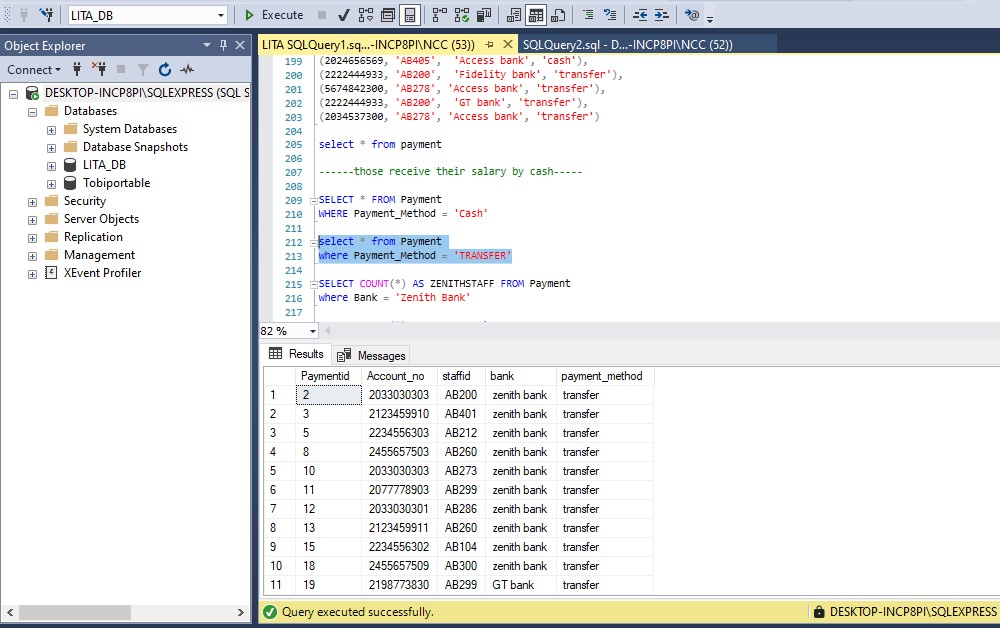 LITA_DB
Execute
Object Explorer
LITA SQLQuery1.sq...-INCP8PI\NCC (53))
SQLQuery2.sql - D...-INCP8PI\NCC (52))
Connect
DESKTOP-INCP8PI\SQLEXPRESS (SQL S
Databases
System Databases
Database Snapshots
LITA_DB
Tobiportable
Security
Server Objects
Replication
Management
XEvent Profiler
199 (2024656569, 'AB405', 'Access bank', 'cash'),
200 (2222444933, 'AB200', 'Fidelity bank', 'transfer'),
201 (5674842300, 'AB278', 'Access bank', 'transfer'),
202 (2222444933, 'AB200', 'GT bank', 'transfer'),
203 (2034537300, 'AB278', 'Access bank', 'transfer')
204
205 select * from payment
206
207 ------those receive their salary by cash-----
208
209 SELECT * FROM Payment
210 WHERE Payment_Method = 'Cash'
211
212 select * from Payment
213 where Payment_Method = 'TRANSFER'
214
215 SELECT COUNT(*) AS ZENITHSTAFF FROM Payment
216 where Bank = 'Zenith Bank'
217
82 %
Results Messages
Paymentid Account_no staffid bank payment_method
1 2 2033030303 AB200 zenith bank transfer
2 3 2123459910 AB401 zenith bank transfer
3 5 2234556303 AB212 zenith bank transfer
4 8 2455657503 AB260 zenith bank transfer
5 10 2033030303 AB273 zenith bank transfer
6 11 2077778903 AB299 zenith bank transfer
7 12 2033030301 AB286 zenith bank transfer
8 13 2123459911 AB260 zenith bank transfer
9 15 2234556302 AB104 zenith bank transfer
10 18 2455657509 AB300 zenith bank transfer
11 19 2198773830 AB299 GT bank transfer
Query executed successfully.
DESKTOP-INCP8PI\SQLEXPRESS